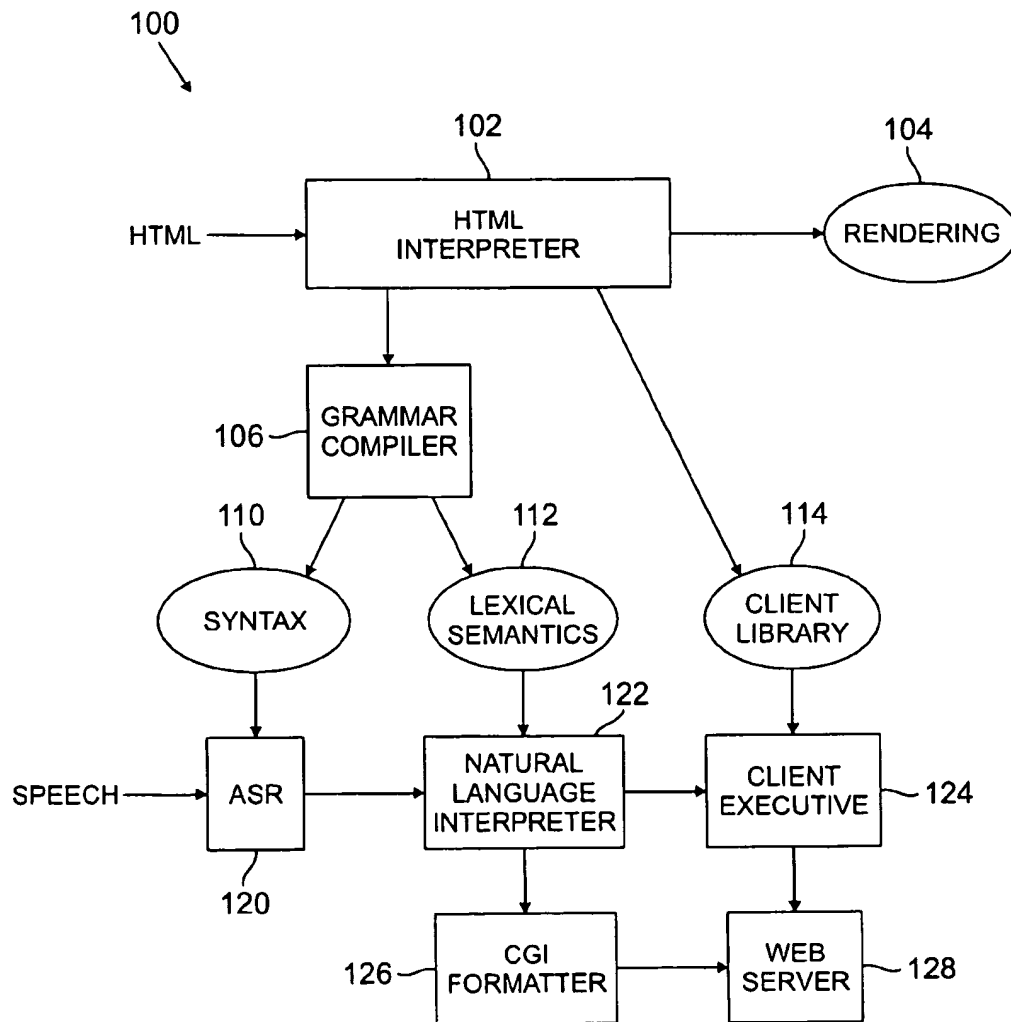 100
102
104
HTML
HTML
INTERPRETER
RENDERING
106
GRAMMAR
COMPILER
110
112
114
SYNTAX
LEXICAL
SEMANTICS
CLIENT
LIBRARY
122
SPEECH
ASR
NATURAL
LANGUAGE
INTERPRETER
CLIENT
EXECUTIVE
124
120
126
CGI
FORMATTER
WEB
SERVER
128